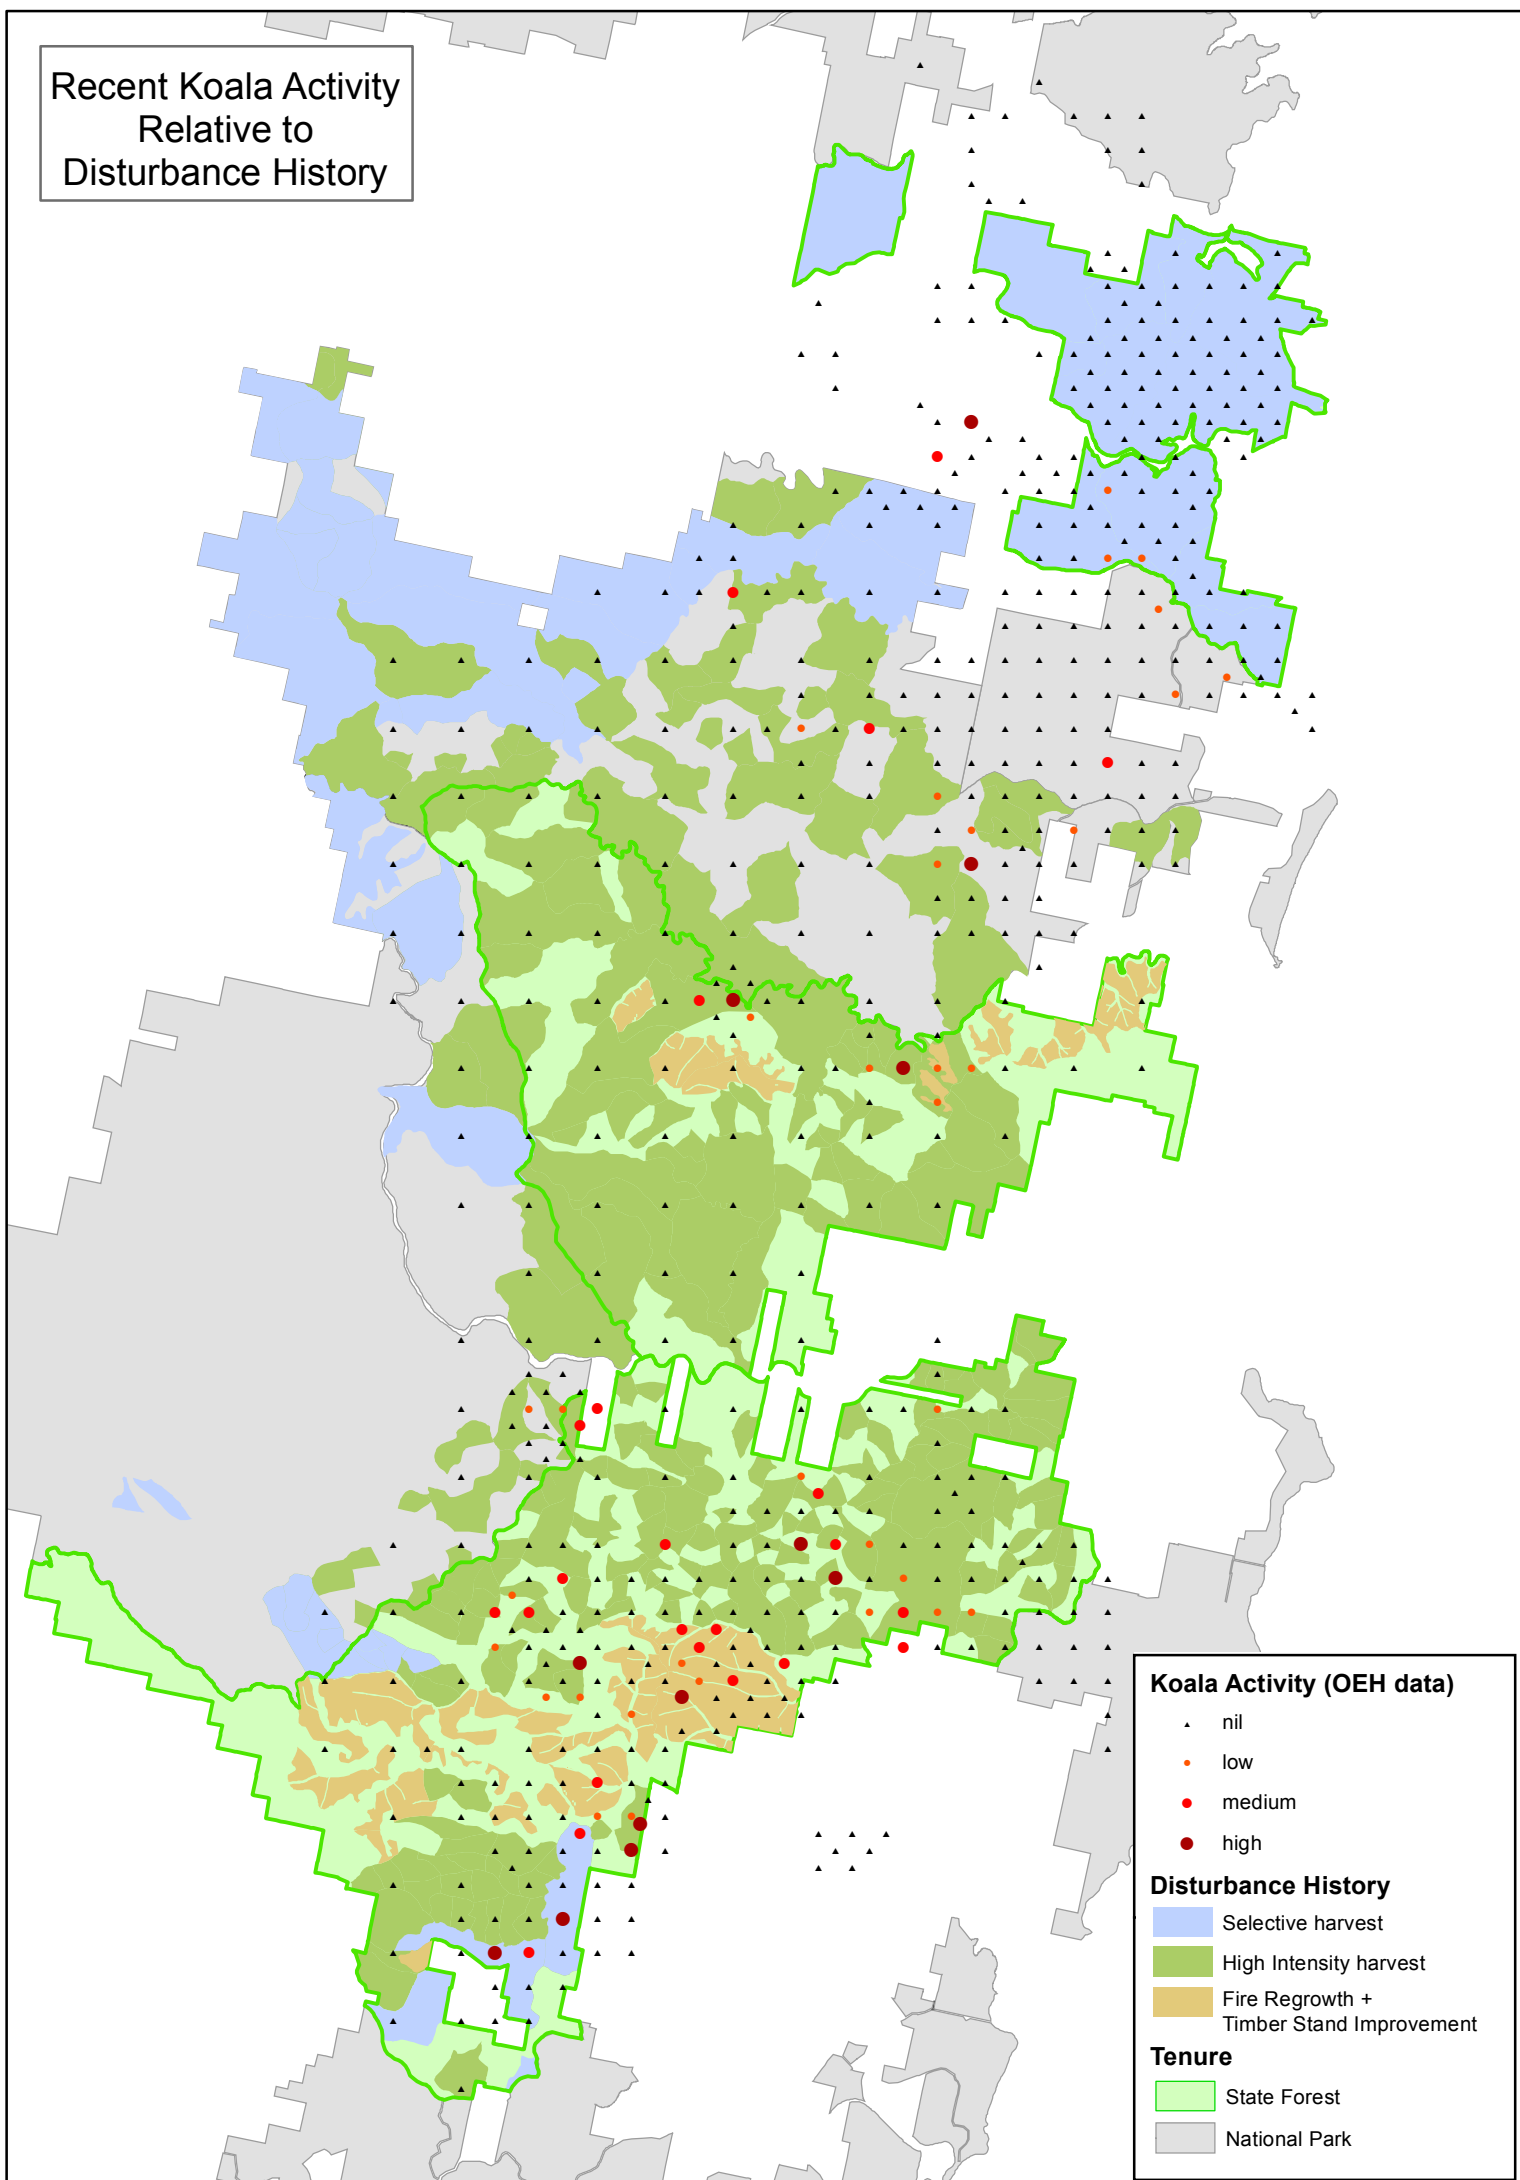 Recent Koala Activity
Relative to
Disturbance History
Koala Activity (OEH data)
nil
low
medium
high
Disturbance History
Selective harvest
High Intensity harvest
Fire Regrowth +
Timber Stand Improvement
Tenure
State Forest
National Park